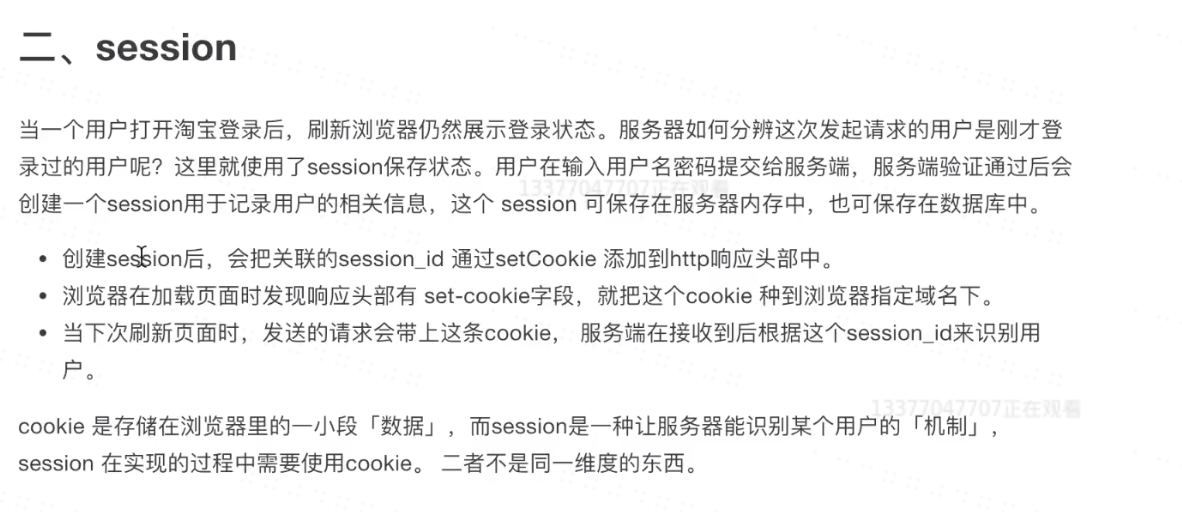 二、session
当一个用户打开淘宝登录后，刷新浏览器仍然展示登录状态。服务器如何分辨这次发起请求的用户是刚才登
录过的用户呢？这里就使用了session保存状态。用户在输入用户名密码提交给服务端，服务端验证通过后会
13377047707正在观看
创建一个session用于记录用户的相关信息，这个 session 可保存在服务器内存中，也可保存在数据库中。
• 创建session后，会把关联的session_id 通过setCookie 添加到http响应头部中。
• 浏览器在加载页面时发现响应头部有 set-cookie字段，就把这个cookie 种到浏览器指定域名下。
• 当下次刷新页面时，发送的请求会带上这条cookie， 服务端在接收到后根据这个session_id来识别用
户。
13377047707正在观看
cookie 是存储在浏览器里的一小段「数据」，而session是一种让服务器能识别某个用户的「机制」，
session 在实现的过程中需要使用cookie。 二者不是同一维度的东西。